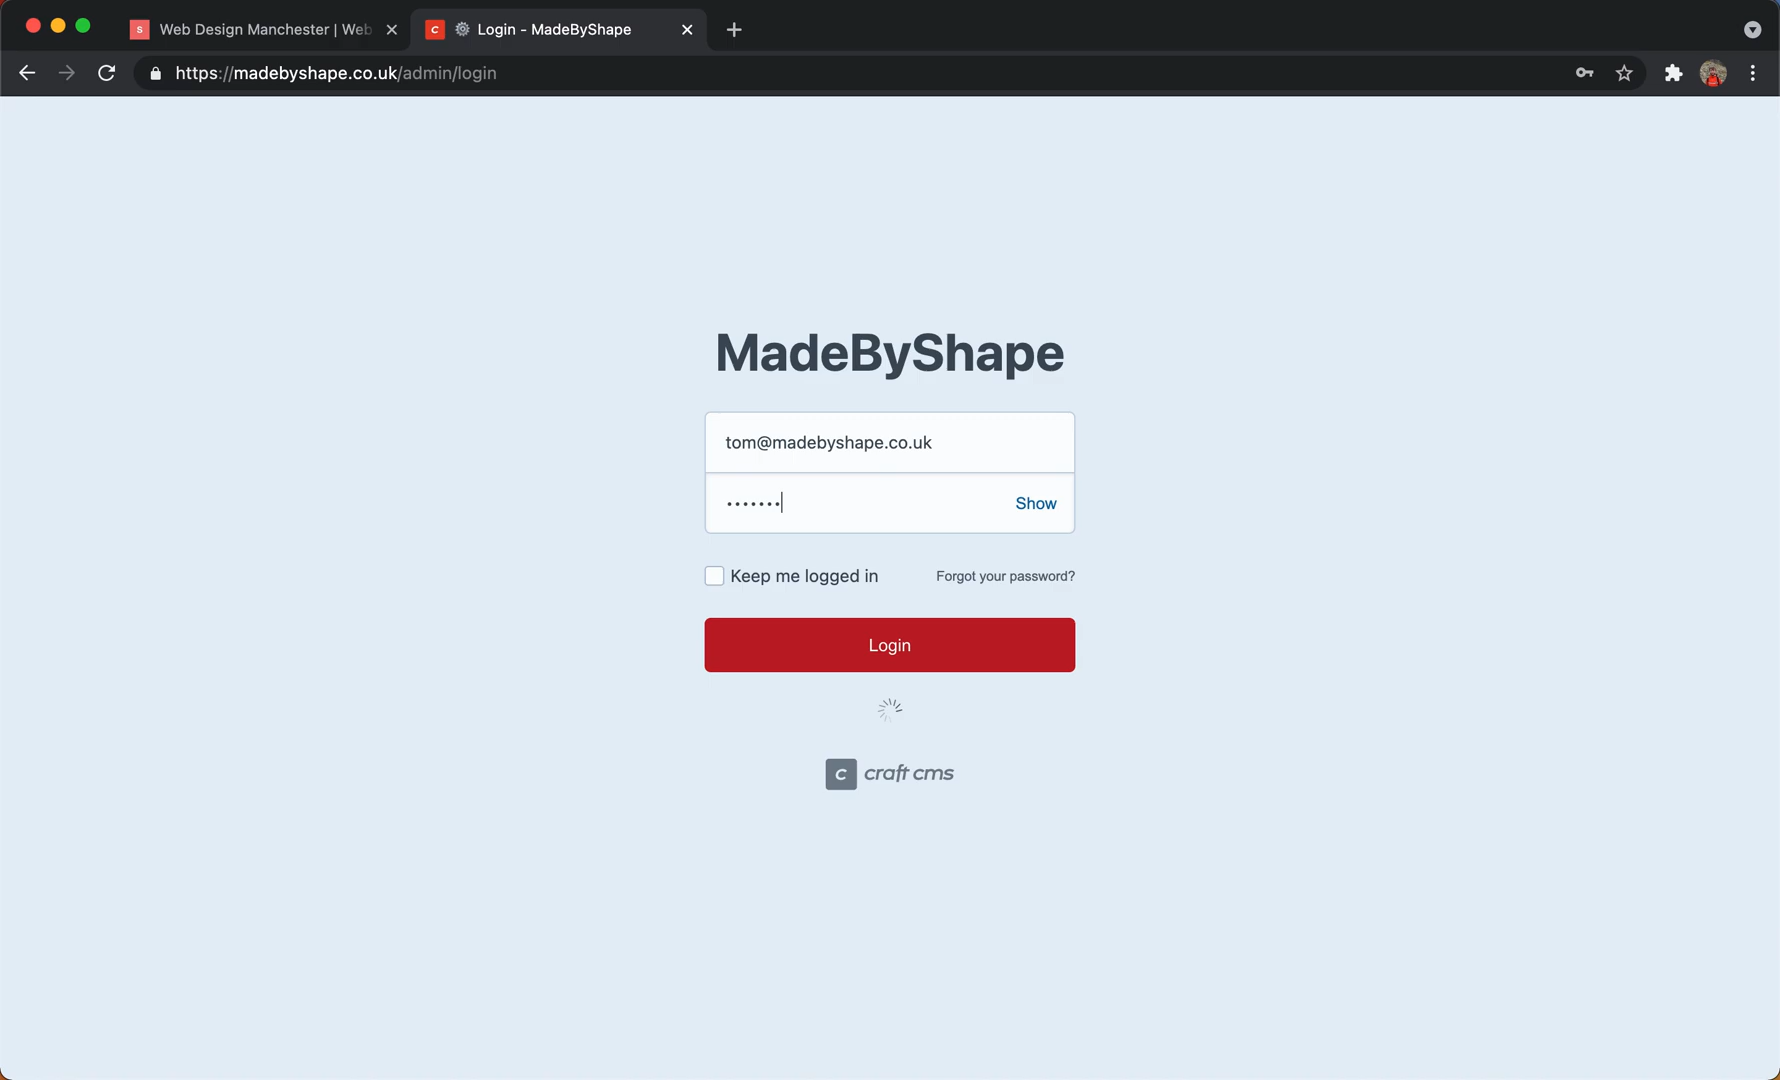 S Web Design Manchester | Web
C Login - MadeByShape
https://madebyshape.co.uk/admin/login
MadeByShape
tom@madebyshape.co.uk
•••••••
Show
Keep me logged in
Forgot your password?
Login
C craft cms